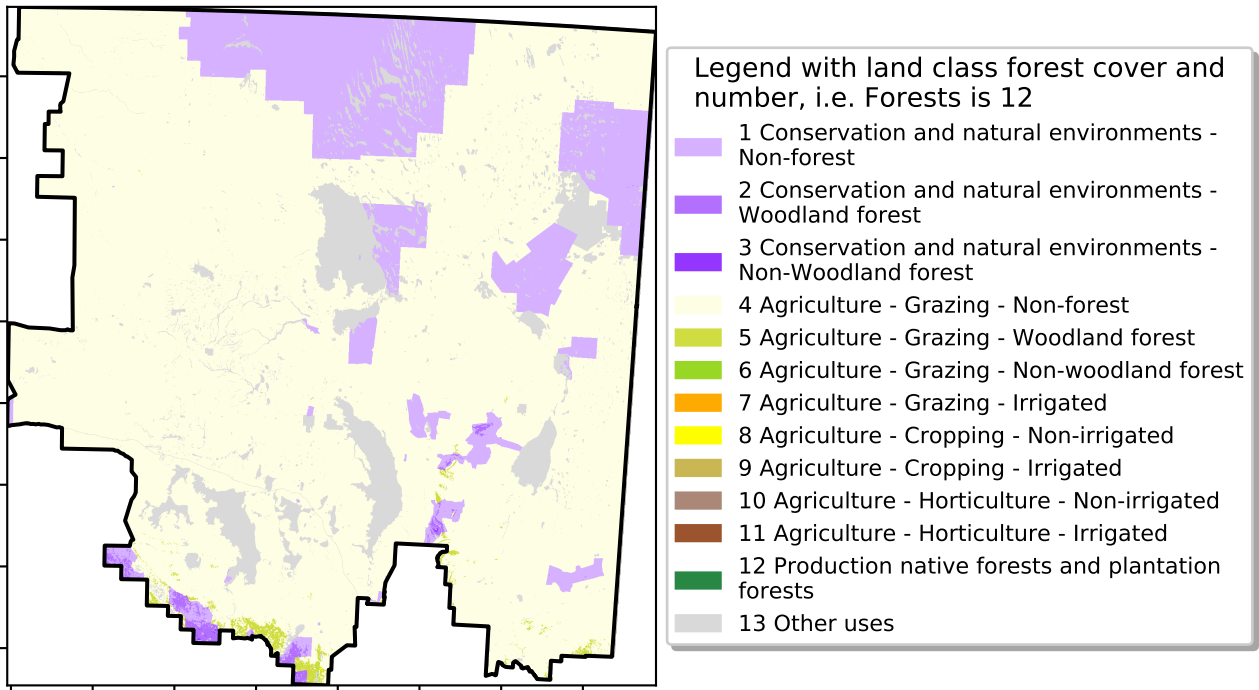 Legend with land class forest cover and
number, i.e. Forests is 12
1 Conservation and natural environments -
Non-forest
2 Conservation and natural environments -
Woodland forest
3 Conservation and natural environments -
Non-Woodland forest
4 Agriculture - Grazing - Non-forest
5 Agriculture - Grazing - Woodland forest
6 Agriculture - Grazing - Non-woodland forest
7 Agriculture - Grazing - Irrigated
8 Agriculture - Cropping - Non-irrigated
9 Agriculture - Cropping - Irrigated
10 Agriculture - Horticulture - Non-irrigated
11 Agriculture - Horticulture - Irrigated
12 Production native forests and plantation
forests
13 Other uses